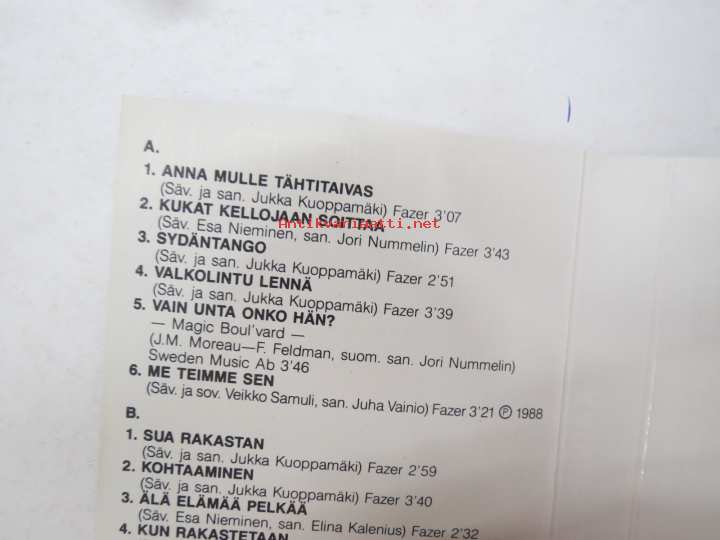 A.
1. ANNA MULLE TÄHTITAIVAS
(Säv. ja san. Jukka Kuoppamäki) Fazer 3'07
2. KUKAT KELLOJAAN SOITTAA
(Säv. Esa Nieminen, san. Jori Nummelin) Fazer 3'43
3. SYDÄNTANGO
(Säv. ja san. Jukka Kuoppamäki) Fazer 2'51
4. VALKOLINTU LENNÄ
(Säv. ja san. Jukka Kuoppamäki) Fazer 3'39
5. VAIN UNTA ONKO HÄN?
— Magic Boul'vard —
(J.M. Moreau—F. Feldman, suom. san. Jori Nummelin)
Sweden Music Ab 3'46
6. ME TEIMME SEN
(Säv. ja sov. Veikko Samuli, san. Juha Vainio) Fazer 3'21 ℗ 1988
B.
1. SUA RAKASTAN
(Säv. ja san. Jukka Kuoppamäki) Fazer 2'59
2. KOHTAAMINEN
(Säv. ja san. Jukka Kuoppamäki) Fazer 3'40
3. ÄLÄ ELÄMÄÄ PELKÄÄ
(Säv. Esa Nieminen, san. Elina Kalenius) Fazer 2'32
4. KUN RAKASTETAAN
Antikvariaatti.net